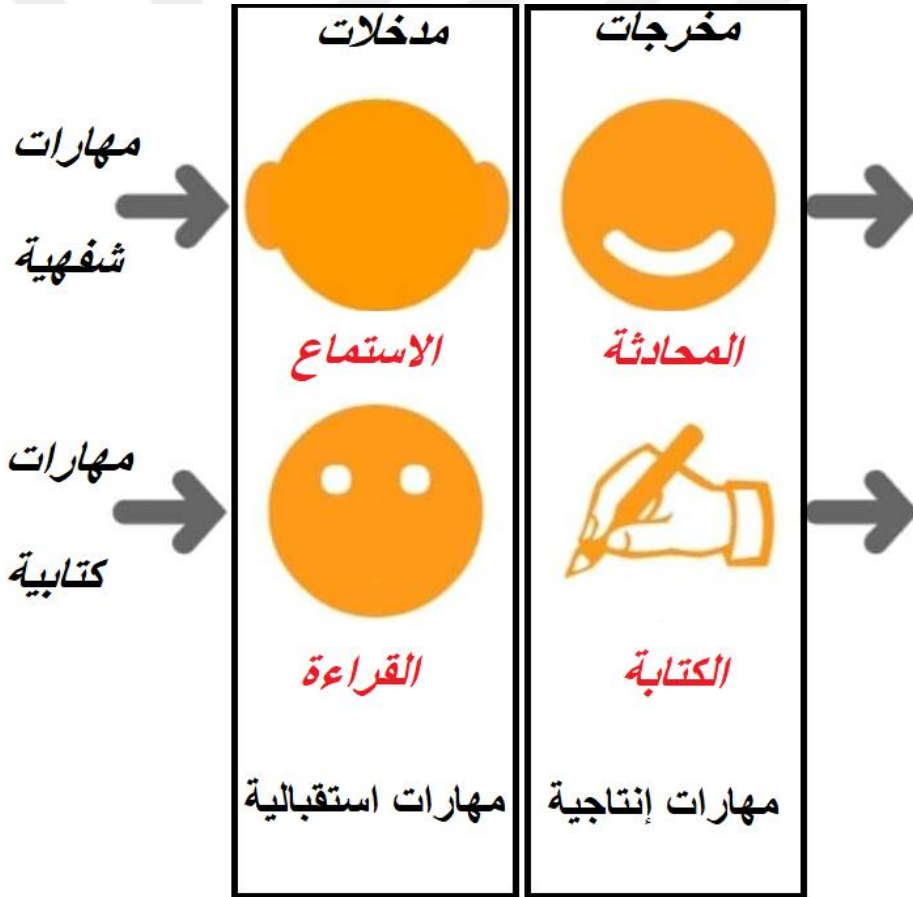 مدخلات
مخرجات
مهارات
شفهية
الاستماع
المحادثة
مهارات
كتابية
القراءة
الكتابة
مهارات استقبالية
مهارات إنتاجية